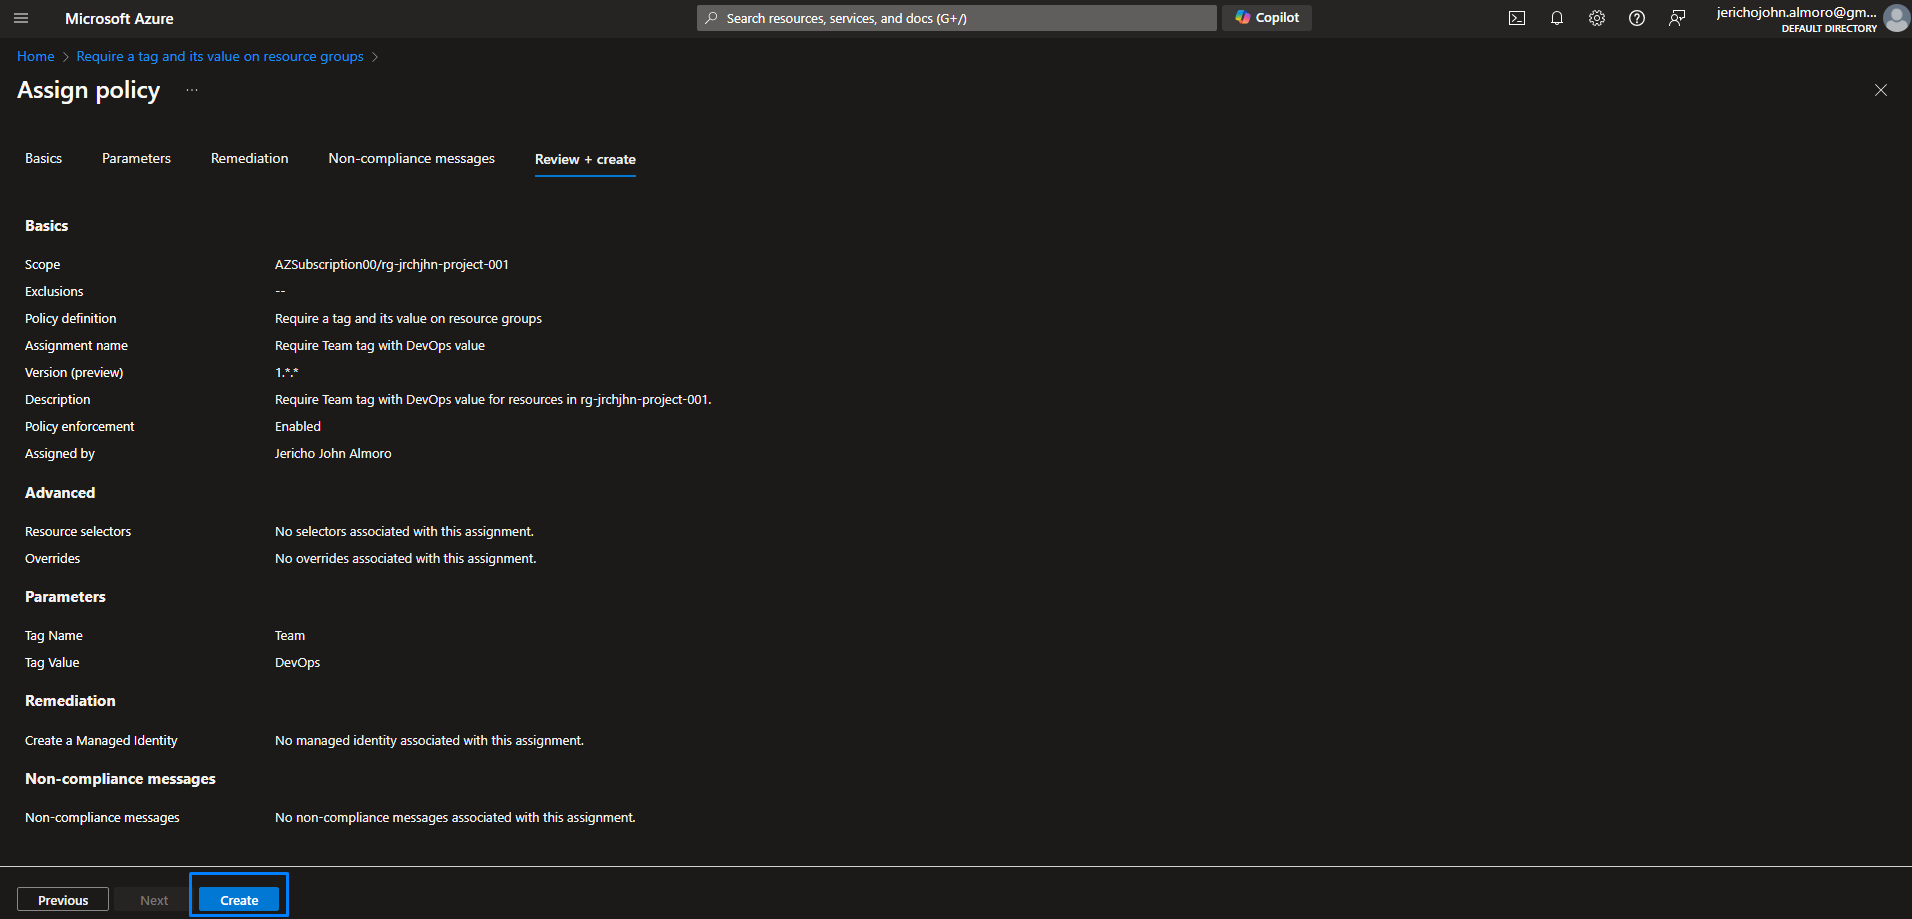 Microsoft Azure
Search resources, services, and docs (G+/)
Copilot
jerichojohn.almoro@gm...
DEFAULT DIRECTORY
Home > Require a tag and its value on resource groups >
Assign policy ...
Basics Parameters Remediation Non-compliance messages Review + create
Basics
Scope AZSubscription00/rg-jrchjhn-project-001
Exclusions --
Policy definition Require a tag and its value on resource groups
Assignment name Require Team tag with DevOps value
Version (preview) 1.*.*
Description Require Team tag with DevOps value for resources in rg-jrchjhn-project-001.
Policy enforcement Enabled
Assigned by Jericho John Almoro
Advanced
Resource selectors No selectors associated with this assignment.
Overrides No overrides associated with this assignment.
Parameters
Tag Name Team
Tag Value DevOps
Remediation
Create a Managed Identity No managed identity associated with this assignment.
Non-compliance messages
Non-compliance messages No non-compliance messages associated with this assignment.
Previous Next Create